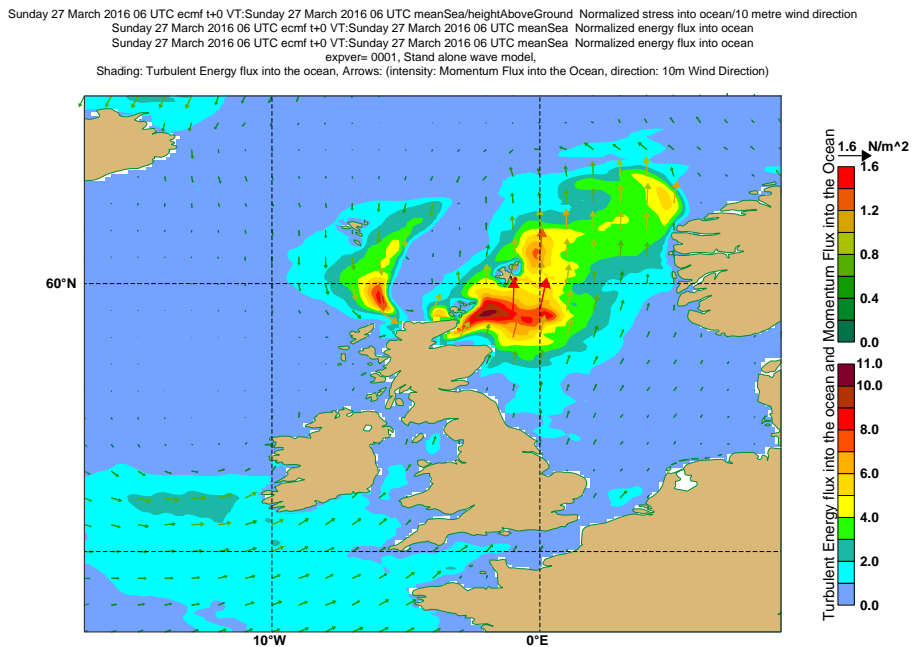 Sunday 27 March 2016 06 UTC ecmf t+0 VT:Sunday 27 March 2016 06 UTC meanSea/heightAboveGround Normalized stress into ocean/10 metre wind direction
Sunday 27 March 2016 06 UTC ecmf t+0 VT:Sunday 27 March 2016 06 UTC meanSea Normalized energy flux into ocean
Sunday 27 March 2016 06 UTC ecmf t+0 VT:Sunday 27 March 2016 06 UTC meanSea Normalized energy flux into ocean
expver= 0001, Stand alone wave model,
Shading: Turbulent Energy flux into the ocean, Arrows: (intensity: Momentum Flux into the Ocean, direction: 10m Wind Direction)
60°N
10°W
0°E
Turbulent Energy flux into the ocean and Momentum Flux into the Ocean
1.6 N/m^2
1.6
1.2
0.8
0.4
0.0
11.0
10.0
8.0
6.0
4.0
2.0
0.0